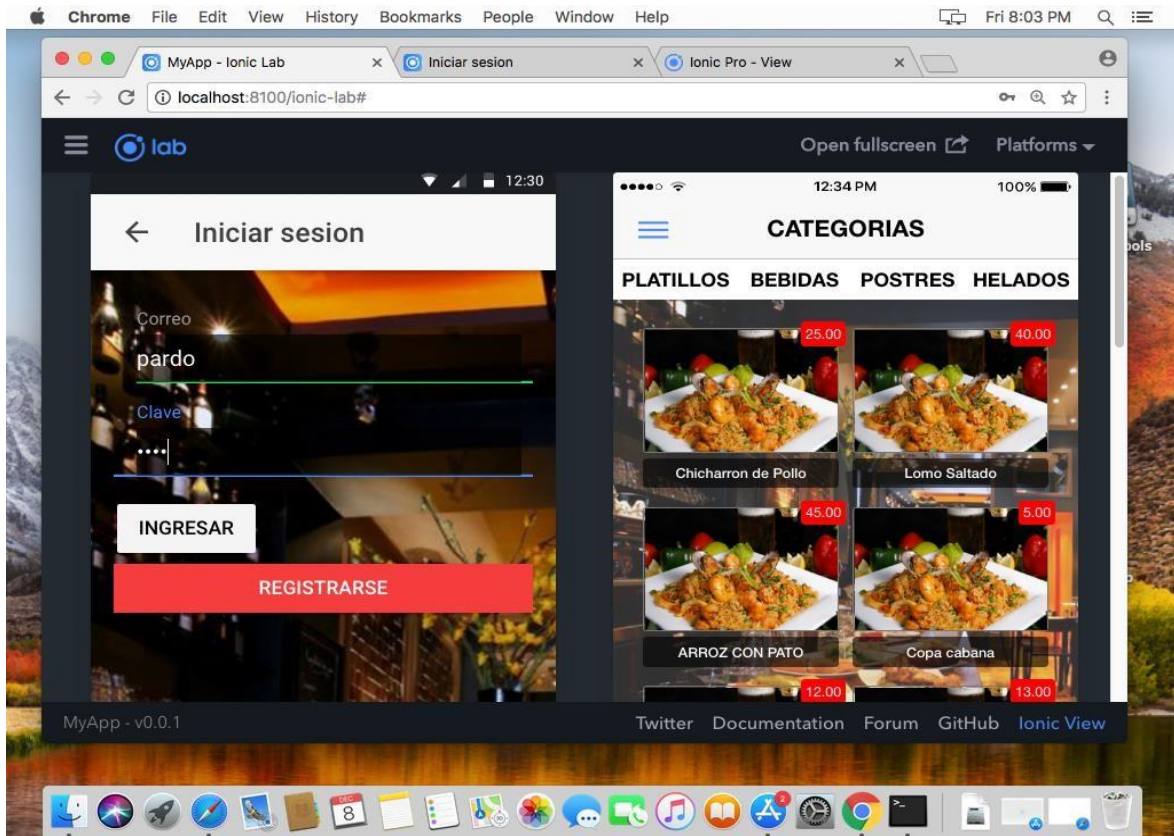 Chrome File Edit View History Bookmarks People Window Help Fri 8:03 PM
MyApp - Ionic Lab Iniciar sesion Ionic Pro - View
localhost:8100/ionic-lab#
lab Open fullscreen Platforms
12:30
Iniciar sesion
Correo
pardo
Clave
INGRESAR
REGISTRARSE
12:34 PM 100%
CATEGORIAS
PLATILLOS BEBIDAS POSTRES HELADOS
25.00 40.00
Chicharron de Pollo Lomo Saltado
45.00 5.00
ARROZ CON PATO Copa cabana
12.00 13.00
MyApp - v0.0.1 Twitter Documentation Forum GitHub Ionic View
DEC
8
2